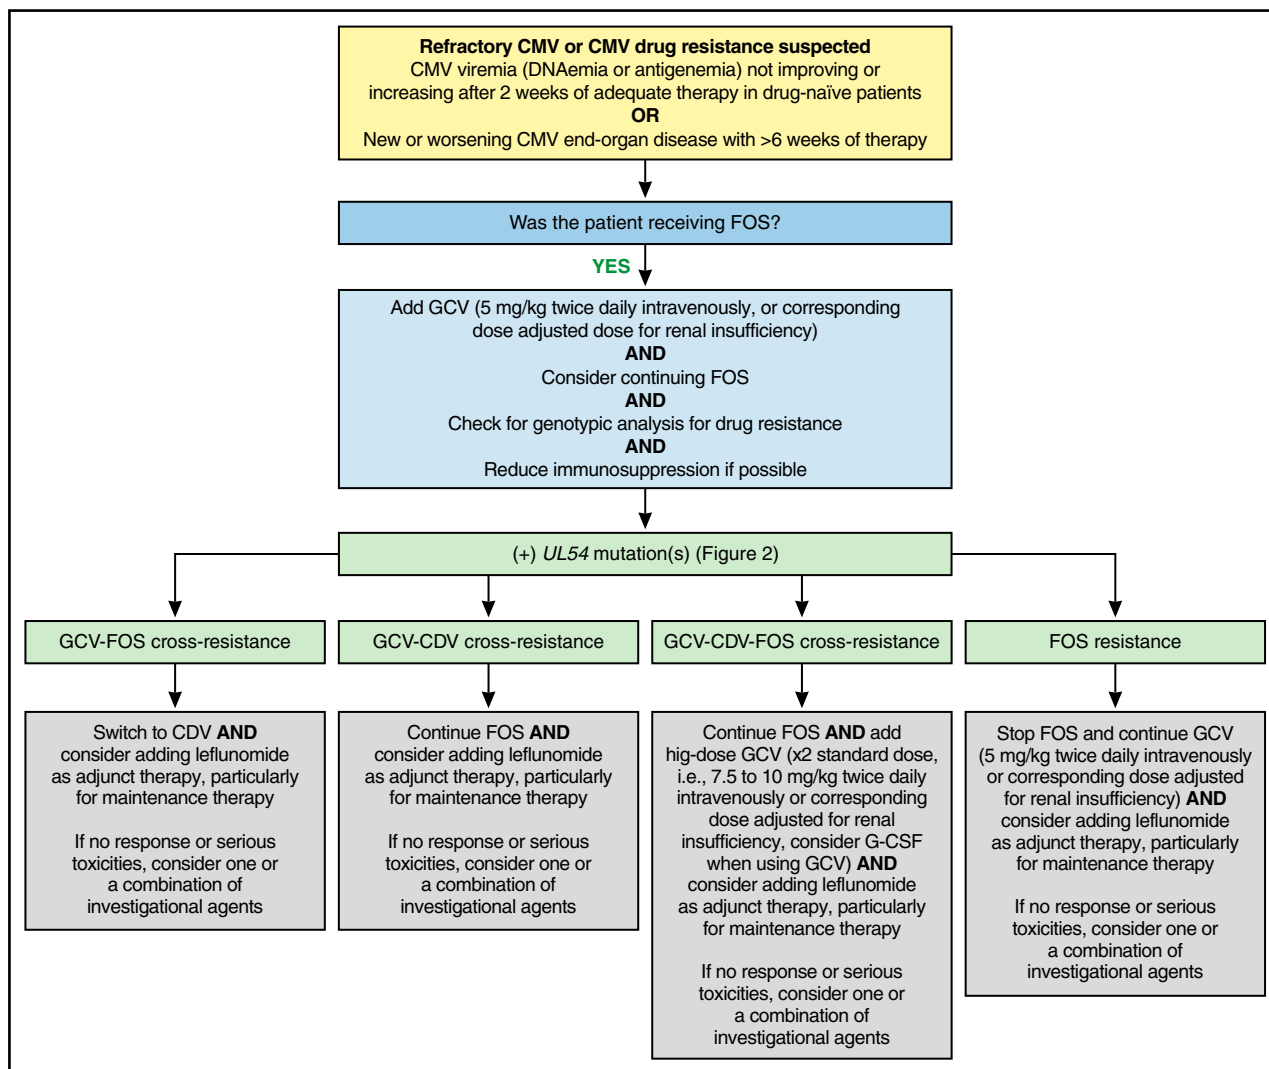 Refractory CMV or CMV drug resistance suspected
CMV viremia (DNAemia or antigenemia) not improving or
increasing after 2 weeks of adequate therapy in drug-naïve patients
OR
New or worsening CMV end-organ disease with >6 weeks of therapy
Was the patient receiving FOS?
YES
Add GCV (5 mg/kg twice daily intravenously, or corresponding
dose adjusted dose for renal insufficiency)
AND
Consider continuing FOS
AND
Check for genotypic analysis for drug resistance
AND
Reduce immunosuppression if possible
(+) UL54 mutation(s) (Figure 2)
GCV-FOS cross-resistance
Switch to CDV AND
consider adding leflunomide
as adjunct therapy, particularly
for maintenance therapy
If no response or serious
toxicities, consider one or
a combination of
investigational agents
GCV-CDV cross-resistance
Continue FOS AND
consider adding leflunomide
as adjunct therapy, particularly
for maintenance therapy
If no response or serious
toxicities, consider one or
a combination of
investigational agents
GCV-CDV-FOS cross-resistance
Continue FOS AND add
hig-dose GCV (x2 standard dose,
i.e., 7.5 to 10 mg/kg twice daily
intravenously or corresponding
dose adjusted for renal
insufficiency, consider G-CSF
when using GCV) AND
consider adding leflunomide
as adjunct therapy, particularly
for maintenance therapy
If no response or serious
toxicities, consider one or
a combination of
investigational agents
FOS resistance
Stop FOS and continue GCV
(5 mg/kg twice daily intravenously
or corresponding dose adjusted
for renal insufficiency) AND
consider adding leflunomide
as adjunct therapy, particularly
for maintenance therapy
If no response or serious
toxicities, consider one or
a combination of
investigational agents